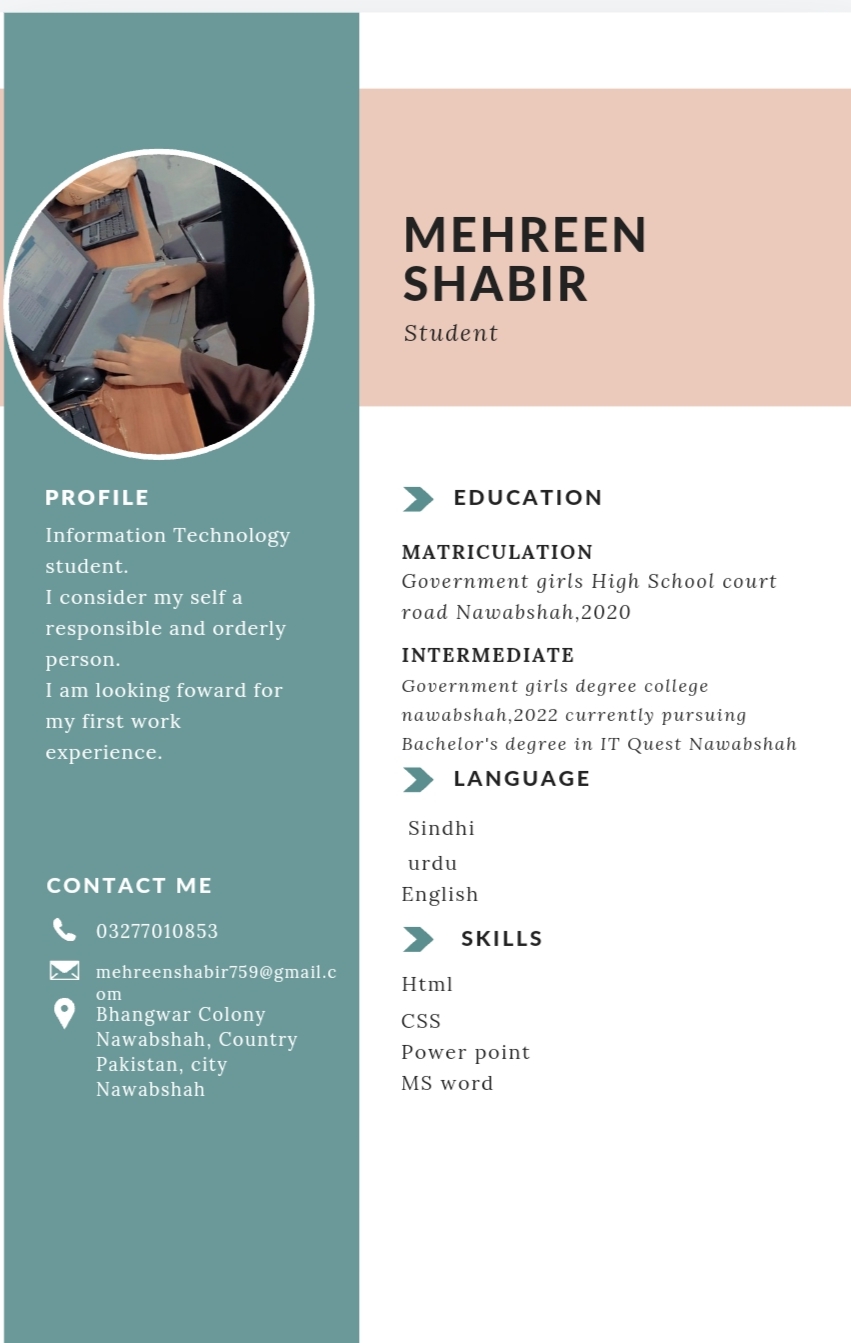 MEHREEN
SHABIR
Student
PROFILE
Information Technology
student.
I consider my self a
responsible and orderly
person.
I am looking foward for
my first work
experience.
CONTACT ME
03277010853
mehreenshabir759@gmail.c
om
Bhangwar Colony
Nawabshah, Country
Pakistan, city
Nawabshah
EDUCATION
MATRICULATION
Government girls High School court
road Nawabshah,2020
INTERMEDIATE
Government girls degree college
nawabshah,2022 currently pursuing
Bachelor's degree in IT Quest Nawabshah
LANGUAGE
Sindhi
urdu
English
SKILLS
Html
CSS
Power point
MS word